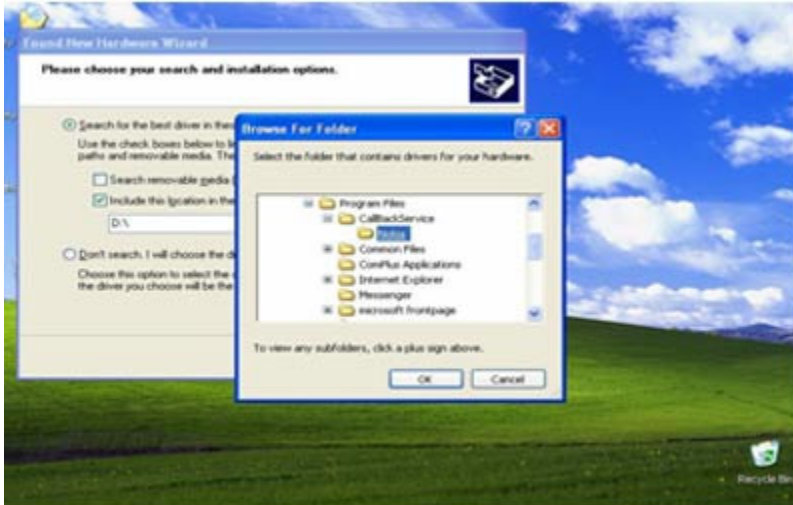 Found New Hardware Wizard
Please choose your search and installation options.
Search for the best driver in these
Use the check boxes below to
paths and removable media. The
Search removable media
Include this location in the
D:\
Don't search. I will choose the
Choose this option to select the
the driver you choose will be the
Browse For Folder
Select the folder that contains drivers for your hardware.
Program Files
CallBackService
Common Files
ComPlus Applications
Internet Explorer
Messenger
microsoft frontpage
To view any subfolders, click a plus sign above.
OK
Cancel
Recycle Bin